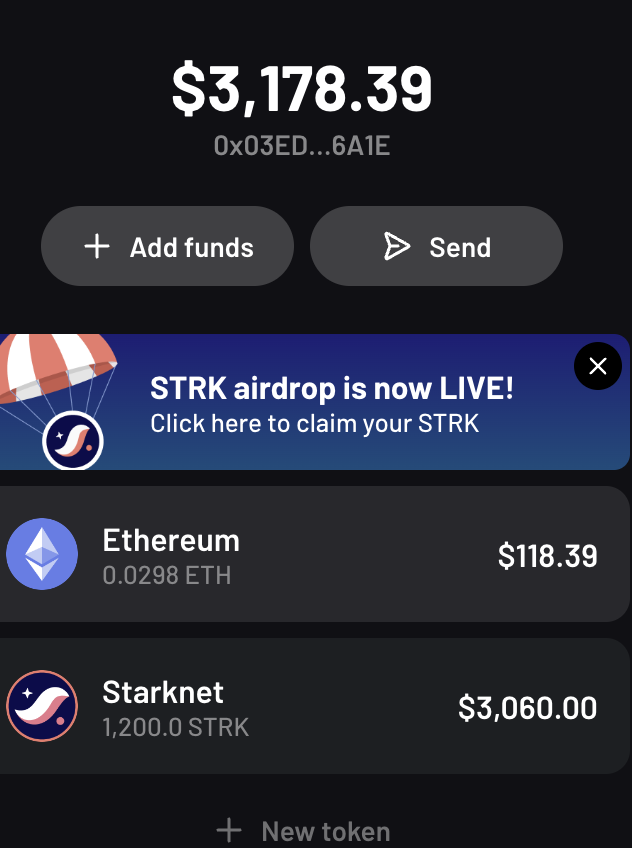 $3,178.39
0x03ED...6A1E
Add funds
Send
STRK airdrop is now LIVE!
Click here to claim your STRK
Ethereum
$118.39
0.0298 ETH
Starknet
$3,060.00
1,200.0 STRK
New token